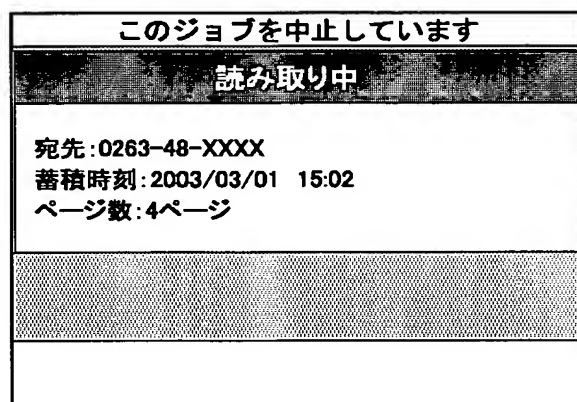 このジョブを中止しています
読み取り中
宛先:0263-48-XXXX
蓄積時刻:2003/03/01 15:02
ページ数:4ページ